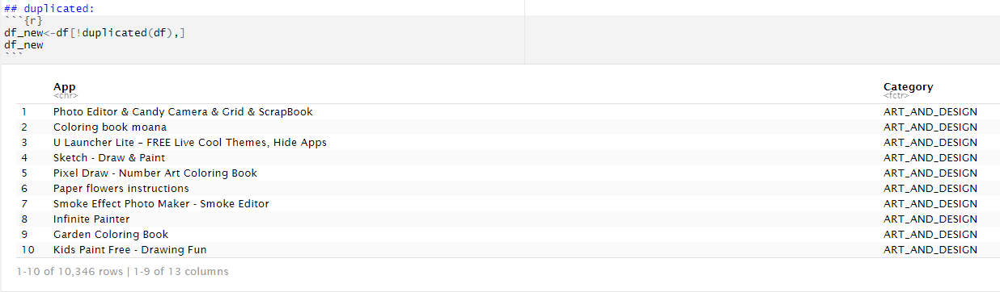 ## duplicated:
```{r}
df_new<-df[!duplicated(df),]
df_new
```
App Category
<chr> <fctr>
1 Photo Editor & Candy Camera & Grid & ScrapBook ART_AND_DESIGN
2 Coloring book moana ART_AND_DESIGN
3 U Launcher Lite – FREE Live Cool Themes, Hide Apps ART_AND_DESIGN
4 Sketch - Draw & Paint ART_AND_DESIGN
5 Pixel Draw - Number Art Coloring Book ART_AND_DESIGN
6 Paper flowers instructions ART_AND_DESIGN
7 Smoke Effect Photo Maker - Smoke Editor ART_AND_DESIGN
8 Infinite Painter ART_AND_DESIGN
9 Garden Coloring Book ART_AND_DESIGN
10 Kids Paint Free - Drawing Fun ART_AND_DESIGN
1-10 of 10,346 rows | 1-9 of 13 columns